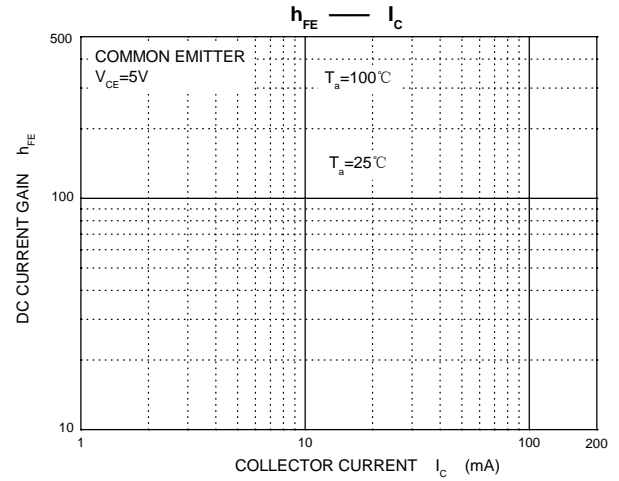 hFE —— IC
500
COMMON EMITTER
VCE=5V
Ta=100℃
Ta=25℃
100
DC CURRENT GAIN hFE
10
1 10 100 200
COLLECTOR CURRENT IC (mA)